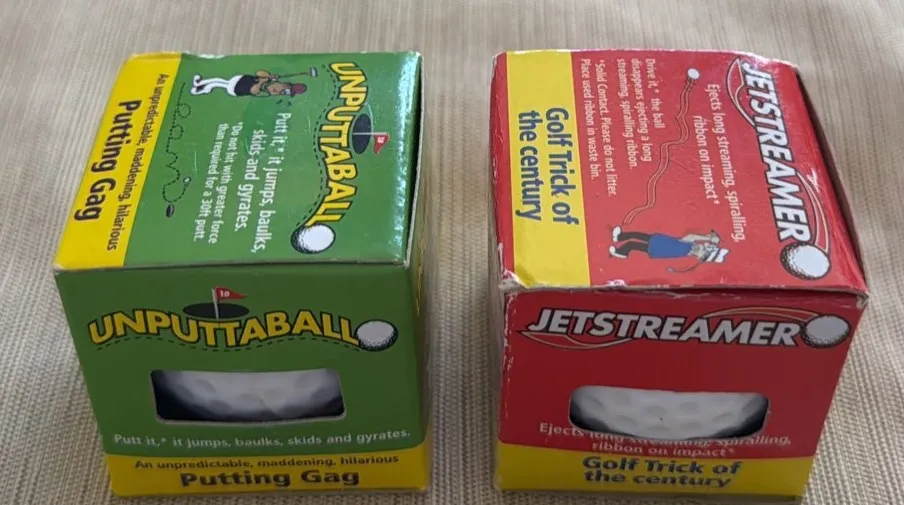 An unpredictable, maddening, hilarious
Putting Gag
UNPUTTABALL
18
Putt it,* it jumps, baulks,
skids and gyrates.
*Do not hit with greater force
than required for a 30ft putt.
UNPUTTABALL
18
Putt it,* it jumps, baulks, skids and gyrates.
An unpredictable, maddening, hilarious
Putting Gag
JETSTREAMER
Ejects long streaming, spiralling,
ribbon on impact*
Drive it,* the ball
disappears ejecting a long
streaming, spiralling ribbon.
*Solid Contact. Please do not litter.
Place used ribbon in waste bin.
Golf Trick of
the century
JETSTREAMER
Ejects long streaming, spiralling,
ribbon on impact*
Golf Trick of
the century